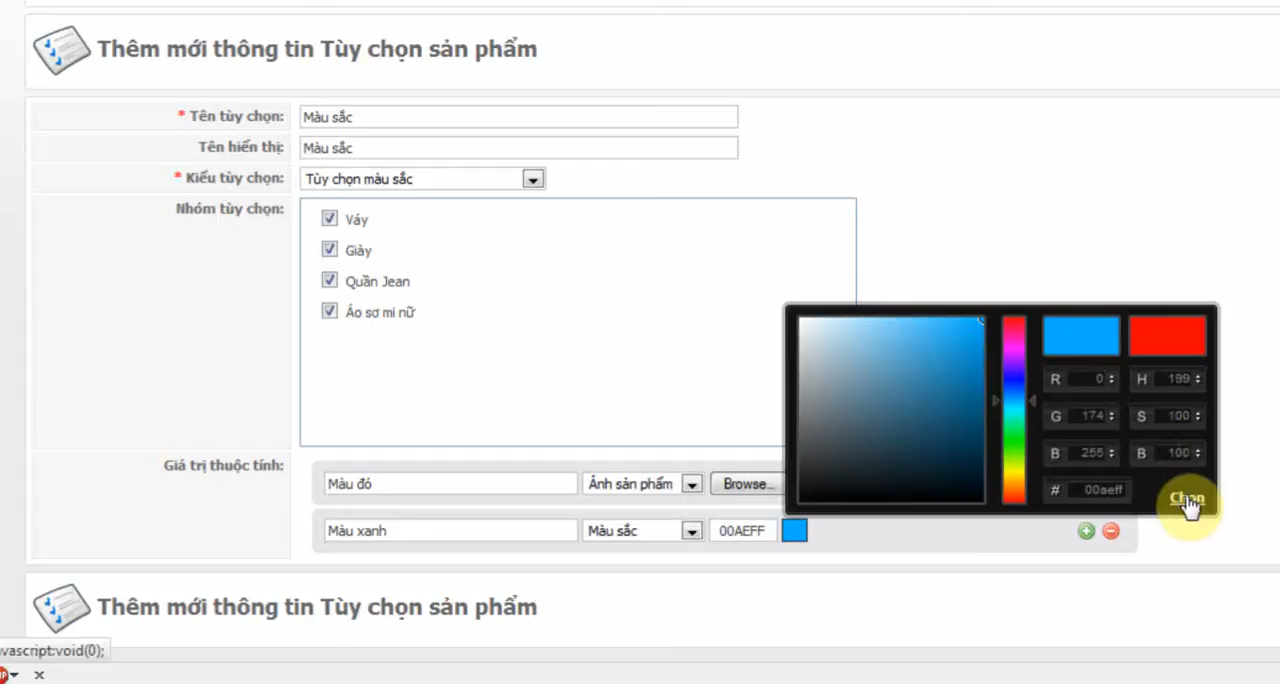 Thêm mới thông tin Tùy chọn sản phẩm
* Tên tùy chọn: Màu sắc
Tên hiển thị: Màu sắc
* Kiểu tùy chọn: Tùy chọn màu sắc
Nhóm tùy chọn:
Váy
Giày
Quần Jean
Áo sơ mi nữ
R 0 H 199
G 174 S 100
B 255 B 100
# 00aeff Chọn
Giá trị thuộc tính:
Màu đỏ Ảnh sản phẩm Browse...
Màu xanh Màu sắc 00AEFF
Thêm mới thông tin Tùy chọn sản phẩm
vascript:void(0);